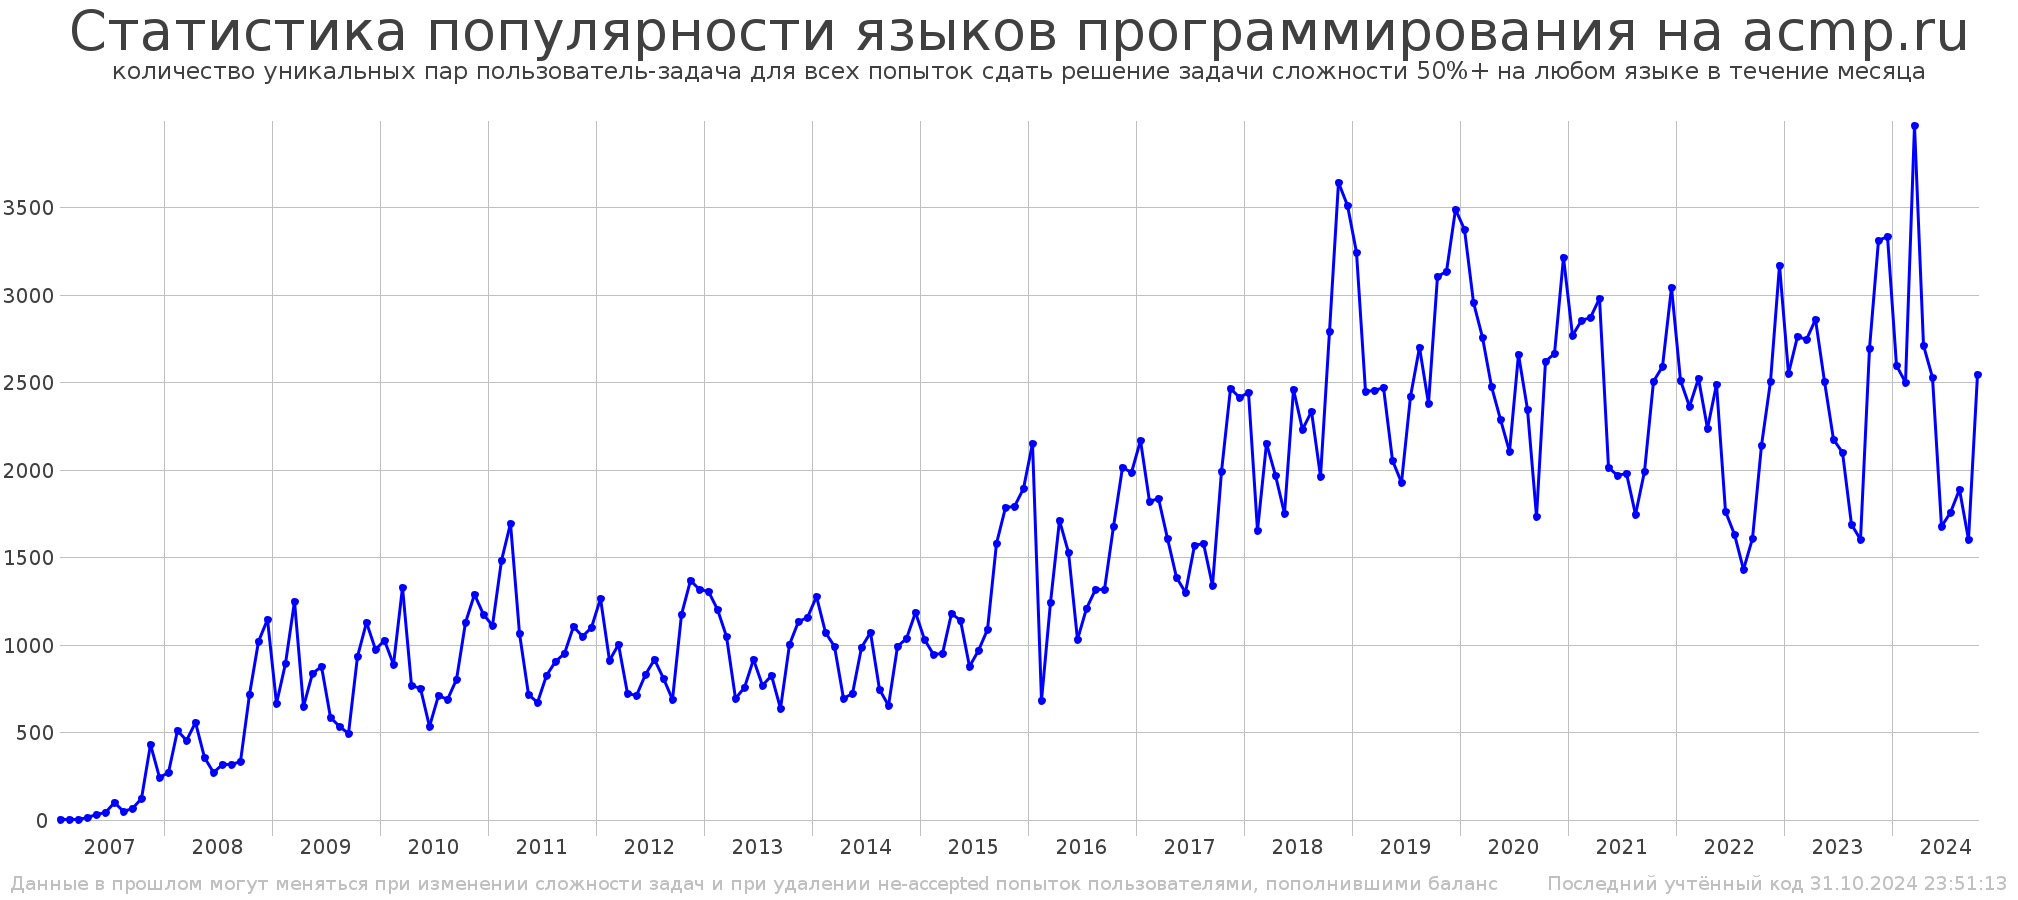 Статистика популярности языков программирования на acmp.ru
количество уникальных пар пользователь-задача для всех попыток сдать решение задачи сложности 50%+ на любом языке в течение месяца
3500
3000
2500
2000
1500
1000
500
0
2007 2008 2009 2010 2011 2012 2013 2014 2015 2016 2017 2018 2019 2020 2021 2022 2023 2024
Данные в прошлом могут меняться при изменении сложности задач и при удалении не-accepted попыток пользователями, пополнившими баланс Последний учтённый код 31.10.2024 23:51:13